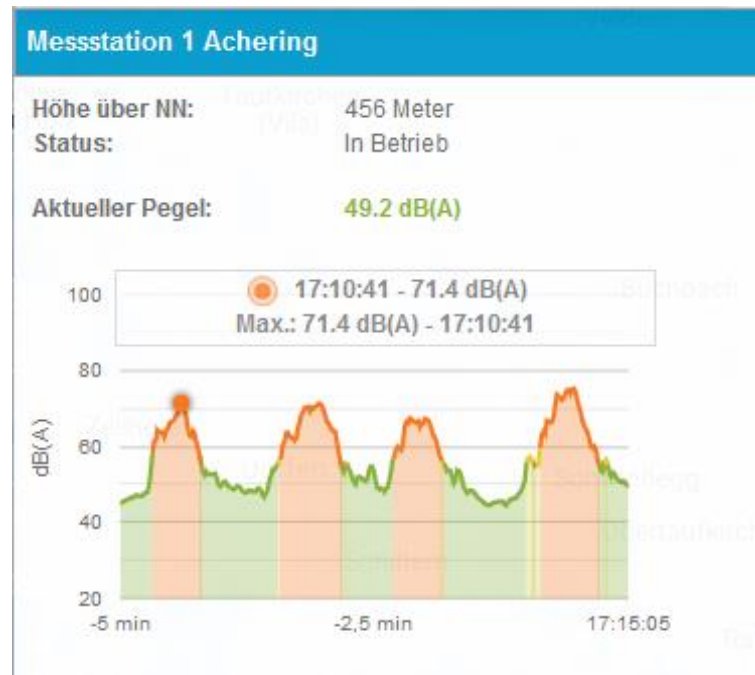 Messstation 1 Achering
Höhe über NN: 456 Meter
Status: In Betrieb
Aktueller Pegel: 49.2 dB(A)
17:10:41 - 71.4 dB(A)
Max.: 71.4 dB(A) - 17:10:41
100
80
60
40
20
dB(A)
-5 min -2,5 min 17:15:05